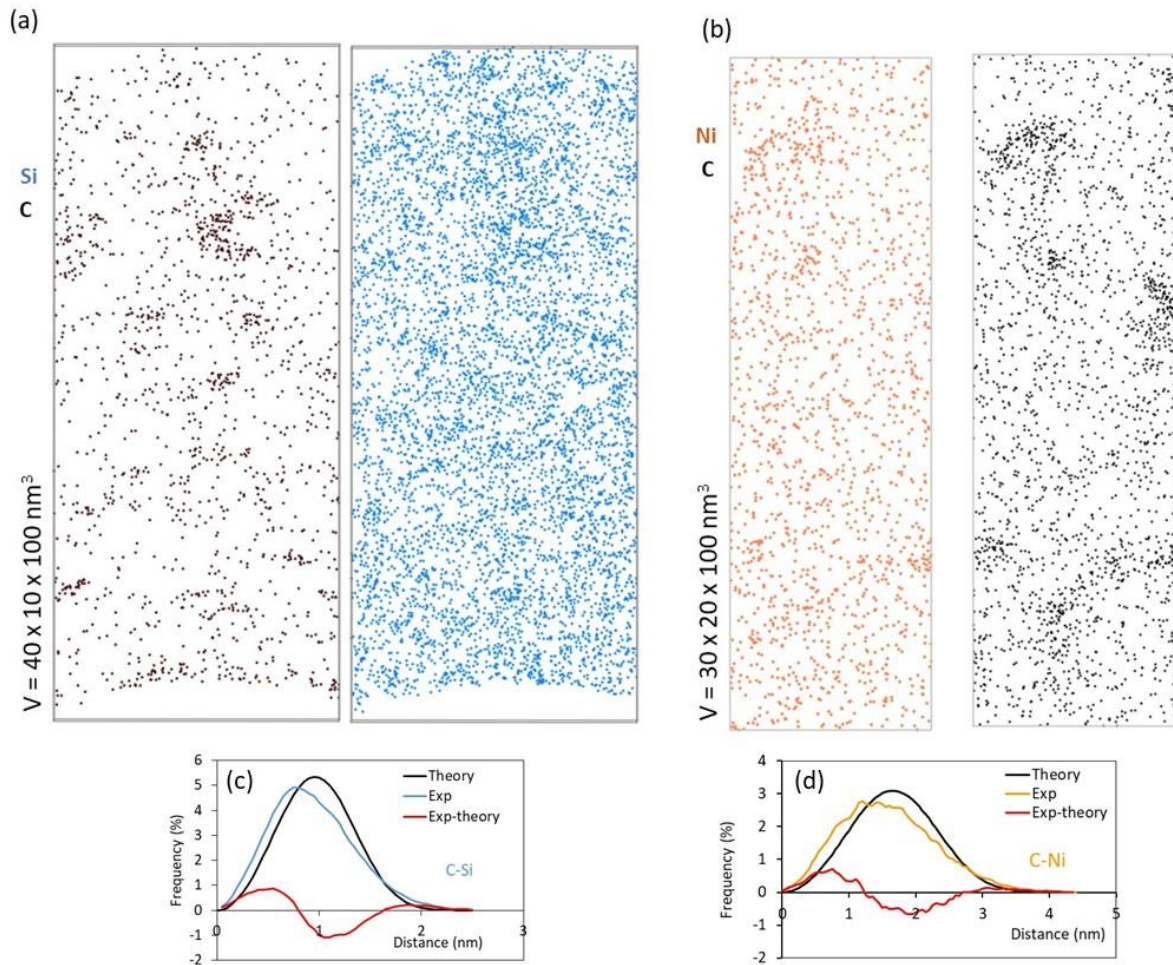 (a)
Si
C
V = 40 x 10 x 100 nm³
(b)
Ni
C
V = 30 x 20 x 100 nm³
(c)
6
5
4
3
2
1
0
-1
-2
Frequency (%)
Theory
Exp
Exp-theory
C-Si
0
1
2
3
Distance (nm)
(d)
4
3
2
1
0
-1
-2
Frequency (%)
Theory
Exp
Exp-theory
C-Ni
0
1
2
3
4
5
Distance (nm)